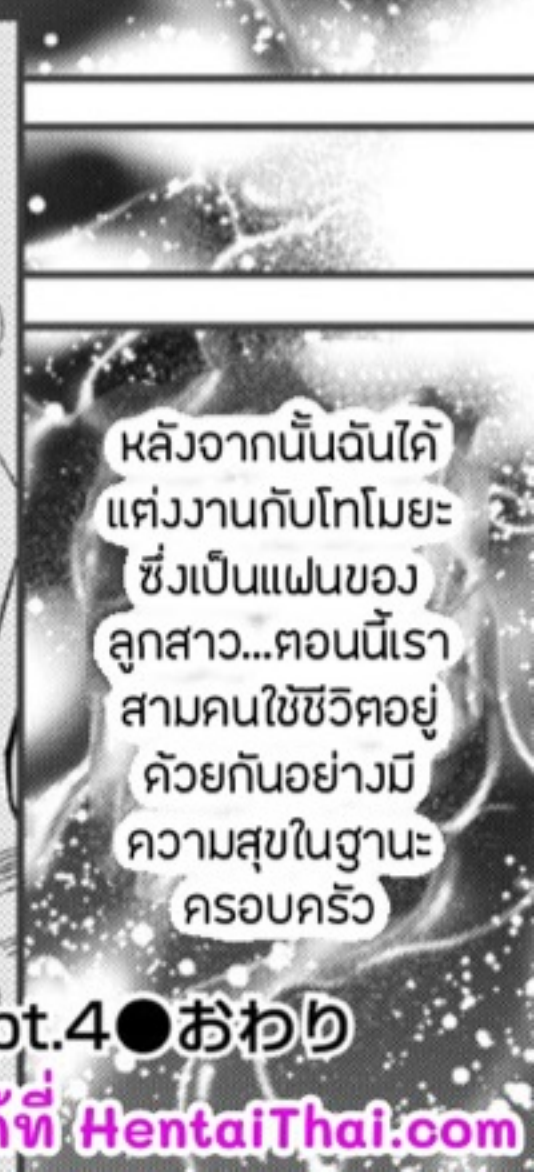 หลังจากนั้นฉันได้
แต่งงานกับโทโมยะ
ซึ่งเป็นแฟนของ
ลูกสาว...ตอนนี้เรา
สามคนใช้ชีวิตอยู่
ด้วยกันอย่างมี
ความสุขในฐานะ
ครอบครัว
pt.4●おわり
ที่ HentaiThai.com